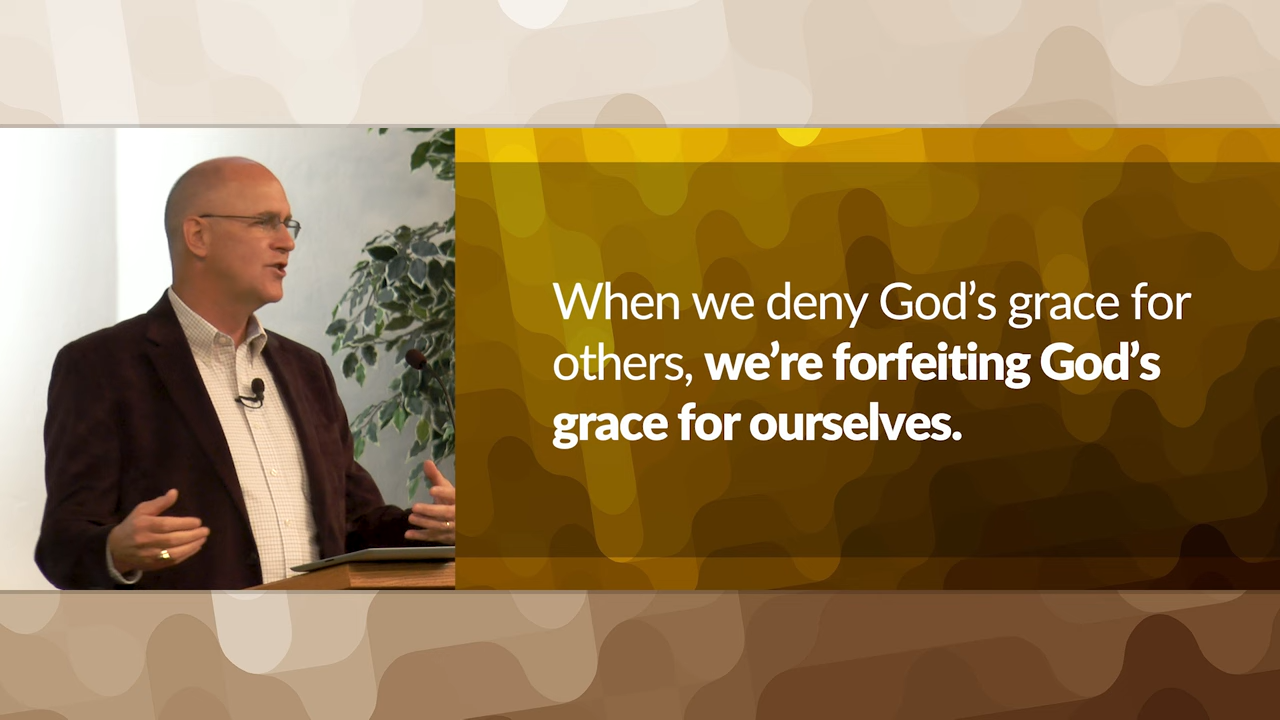 When we deny God’s grace for
others, we’re forfeiting God’s
grace for ourselves.